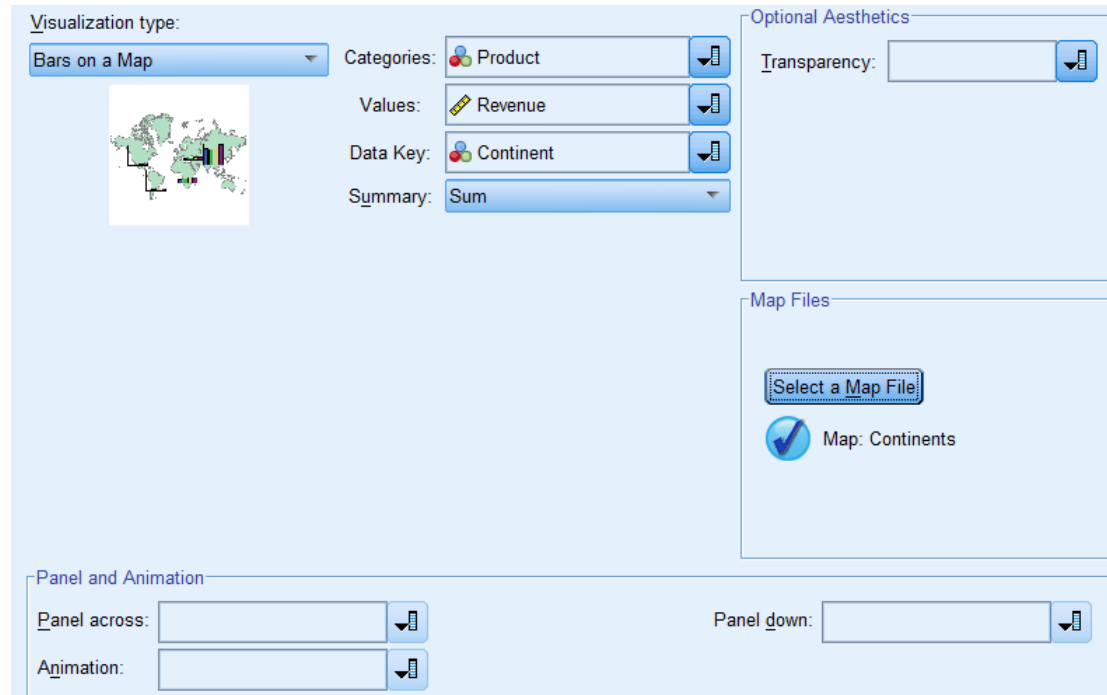 Visualization type:
Bars on a Map
Categories: Product
Values: Revenue
Data Key: Continent
Summary: Sum
Optional Aesthetics
Transparency:
Map Files
Select a Map File
Map: Continents
Panel and Animation
Panel across:
Panel down:
Animation: